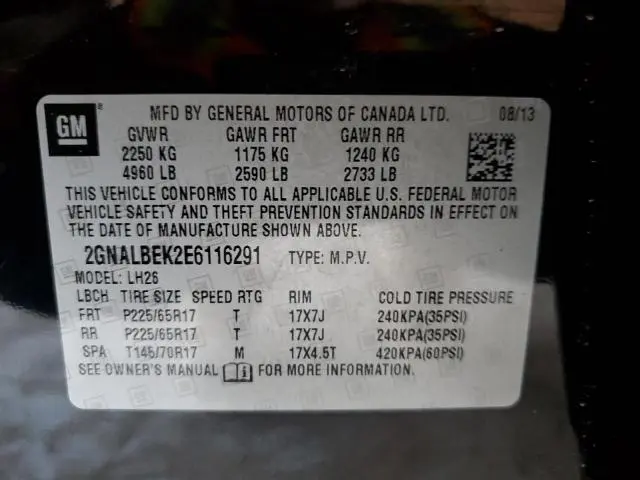 GM ® MFD BY GENERAL MOTORS OF CANADA LTD. 08/13
GVWR GAWR FRT GAWR RR
2250 KG 1175 KG 1240 KG
4960 LB 2590 LB 2733 LB
THIS VEHICLE CONFORMS TO ALL APPLICABLE U.S. FEDERAL MOTOR
VEHICLE SAFETY AND THEFT PREVENTION STANDARDS IN EFFECT ON
THE DATE OF MANUFACTURE SHOWN ABOVE.
2GNALBEK2E6116291 TYPE: M.P.V.
MODEL: LH26
LBCH TIRE SIZE SPEED RTG RIM COLD TIRE PRESSURE
FRT P225/65R17 T 17X7J 240KPA(35PSI)
RR P225/65R17 T 17X7J 240KPA(35PSI)
SPA T145/70R17 M 17X4.5T 420KPA(60PSI)
SEE OWNER'S MANUAL FOR MORE INFORMATION.